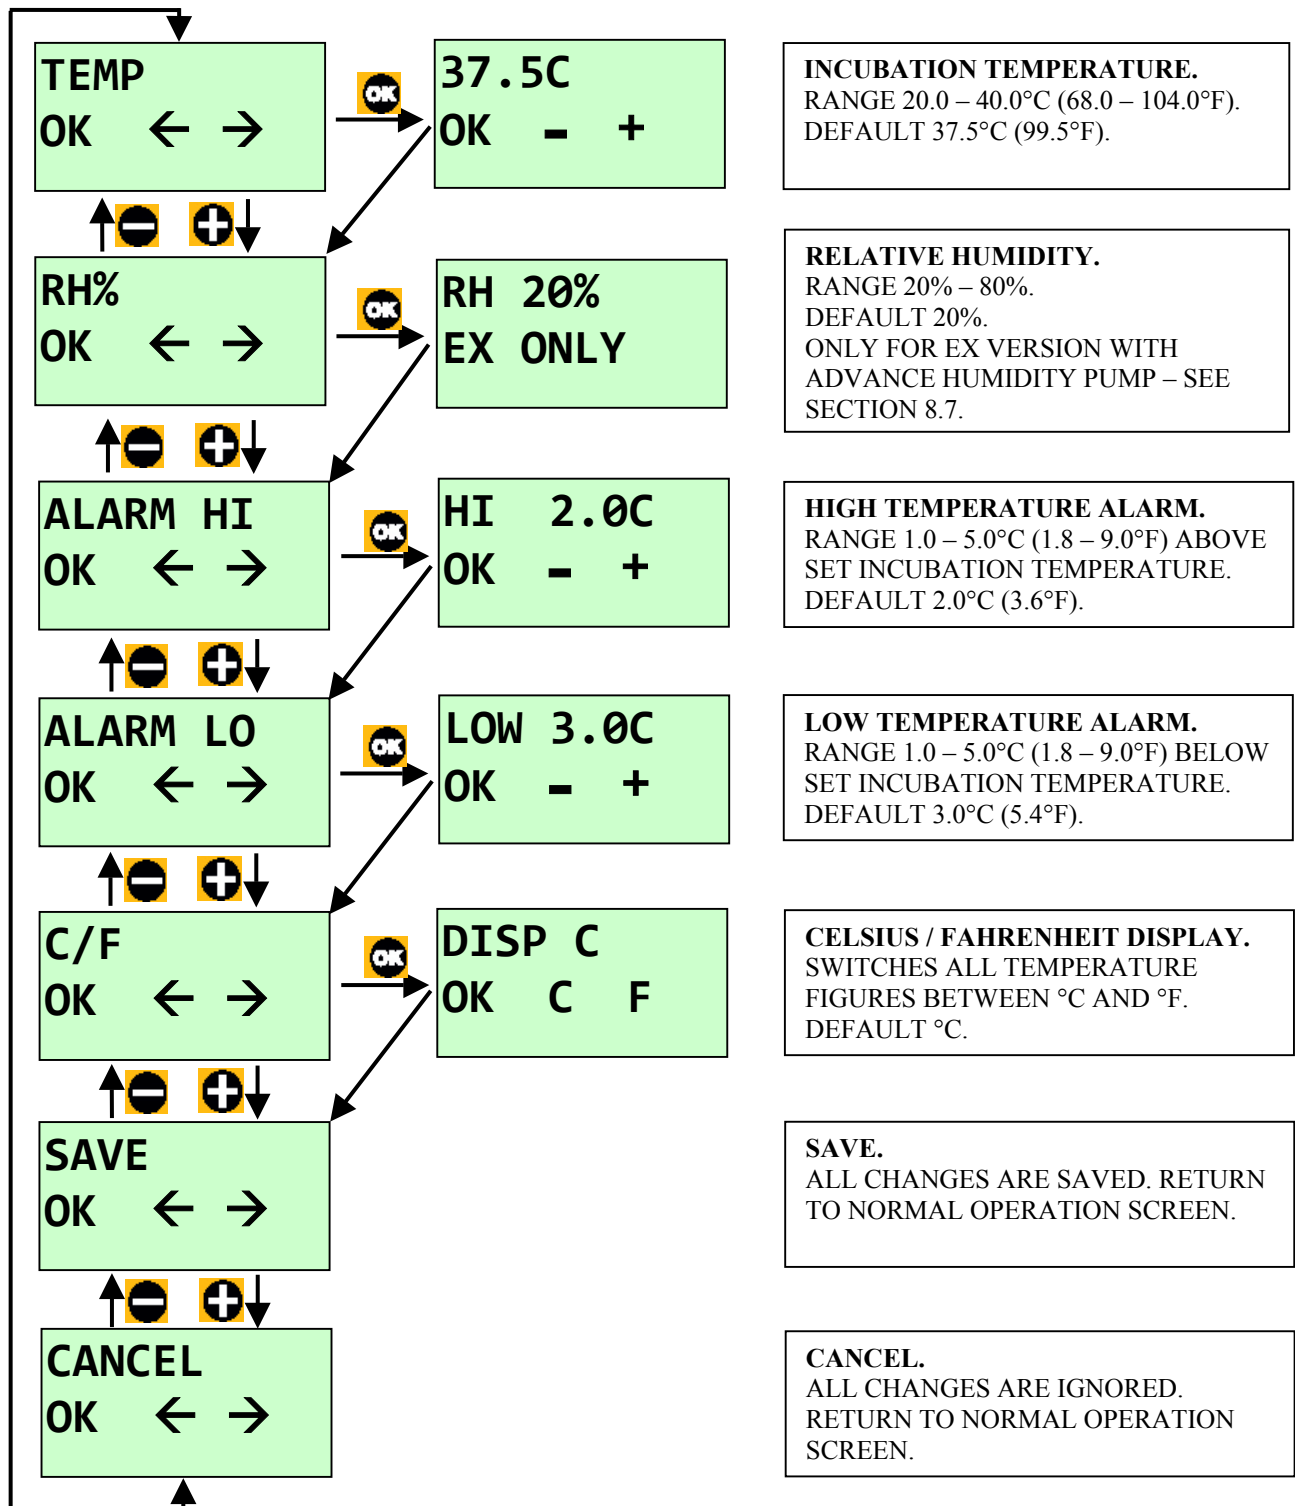 TEMP
OK ← →
OK
37.5C
OK - +
INCUBATION TEMPERATURE.
RANGE 20.0 – 40.0°C (68.0 – 104.0°F).
DEFAULT 37.5°C (99.5°F).
RH%
OK ← →
OK
RH 20%
EX ONLY
RELATIVE HUMIDITY.
RANGE 20% – 80%.
DEFAULT 20%.
ONLY FOR EX VERSION WITH
ADVANCE HUMIDITY PUMP – SEE
SECTION 8.7.
ALARM HI
OK ← →
OK
HI 2.0C
OK - +
HIGH TEMPERATURE ALARM.
RANGE 1.0 – 5.0°C (1.8 – 9.0°F) ABOVE
SET INCUBATION TEMPERATURE.
DEFAULT 2.0°C (3.6°F).
ALARM LO
OK ← →
OK
LOW 3.0C
OK - +
LOW TEMPERATURE ALARM.
RANGE 1.0 – 5.0°C (1.8 – 9.0°F) BELOW
SET INCUBATION TEMPERATURE.
DEFAULT 3.0°C (5.4°F).
C/F
OK ← →
OK
DISP C
OK C F
CELSIUS / FAHRENHEIT DISPLAY.
SWITCHES ALL TEMPERATURE
FIGURES BETWEEN °C AND °F.
DEFAULT °C.
SAVE
OK ← →
SAVE.
ALL CHANGES ARE SAVED. RETURN
TO NORMAL OPERATION SCREEN.
CANCEL
OK ← →
CANCEL.
ALL CHANGES ARE IGNORED.
RETURN TO NORMAL OPERATION
SCREEN.